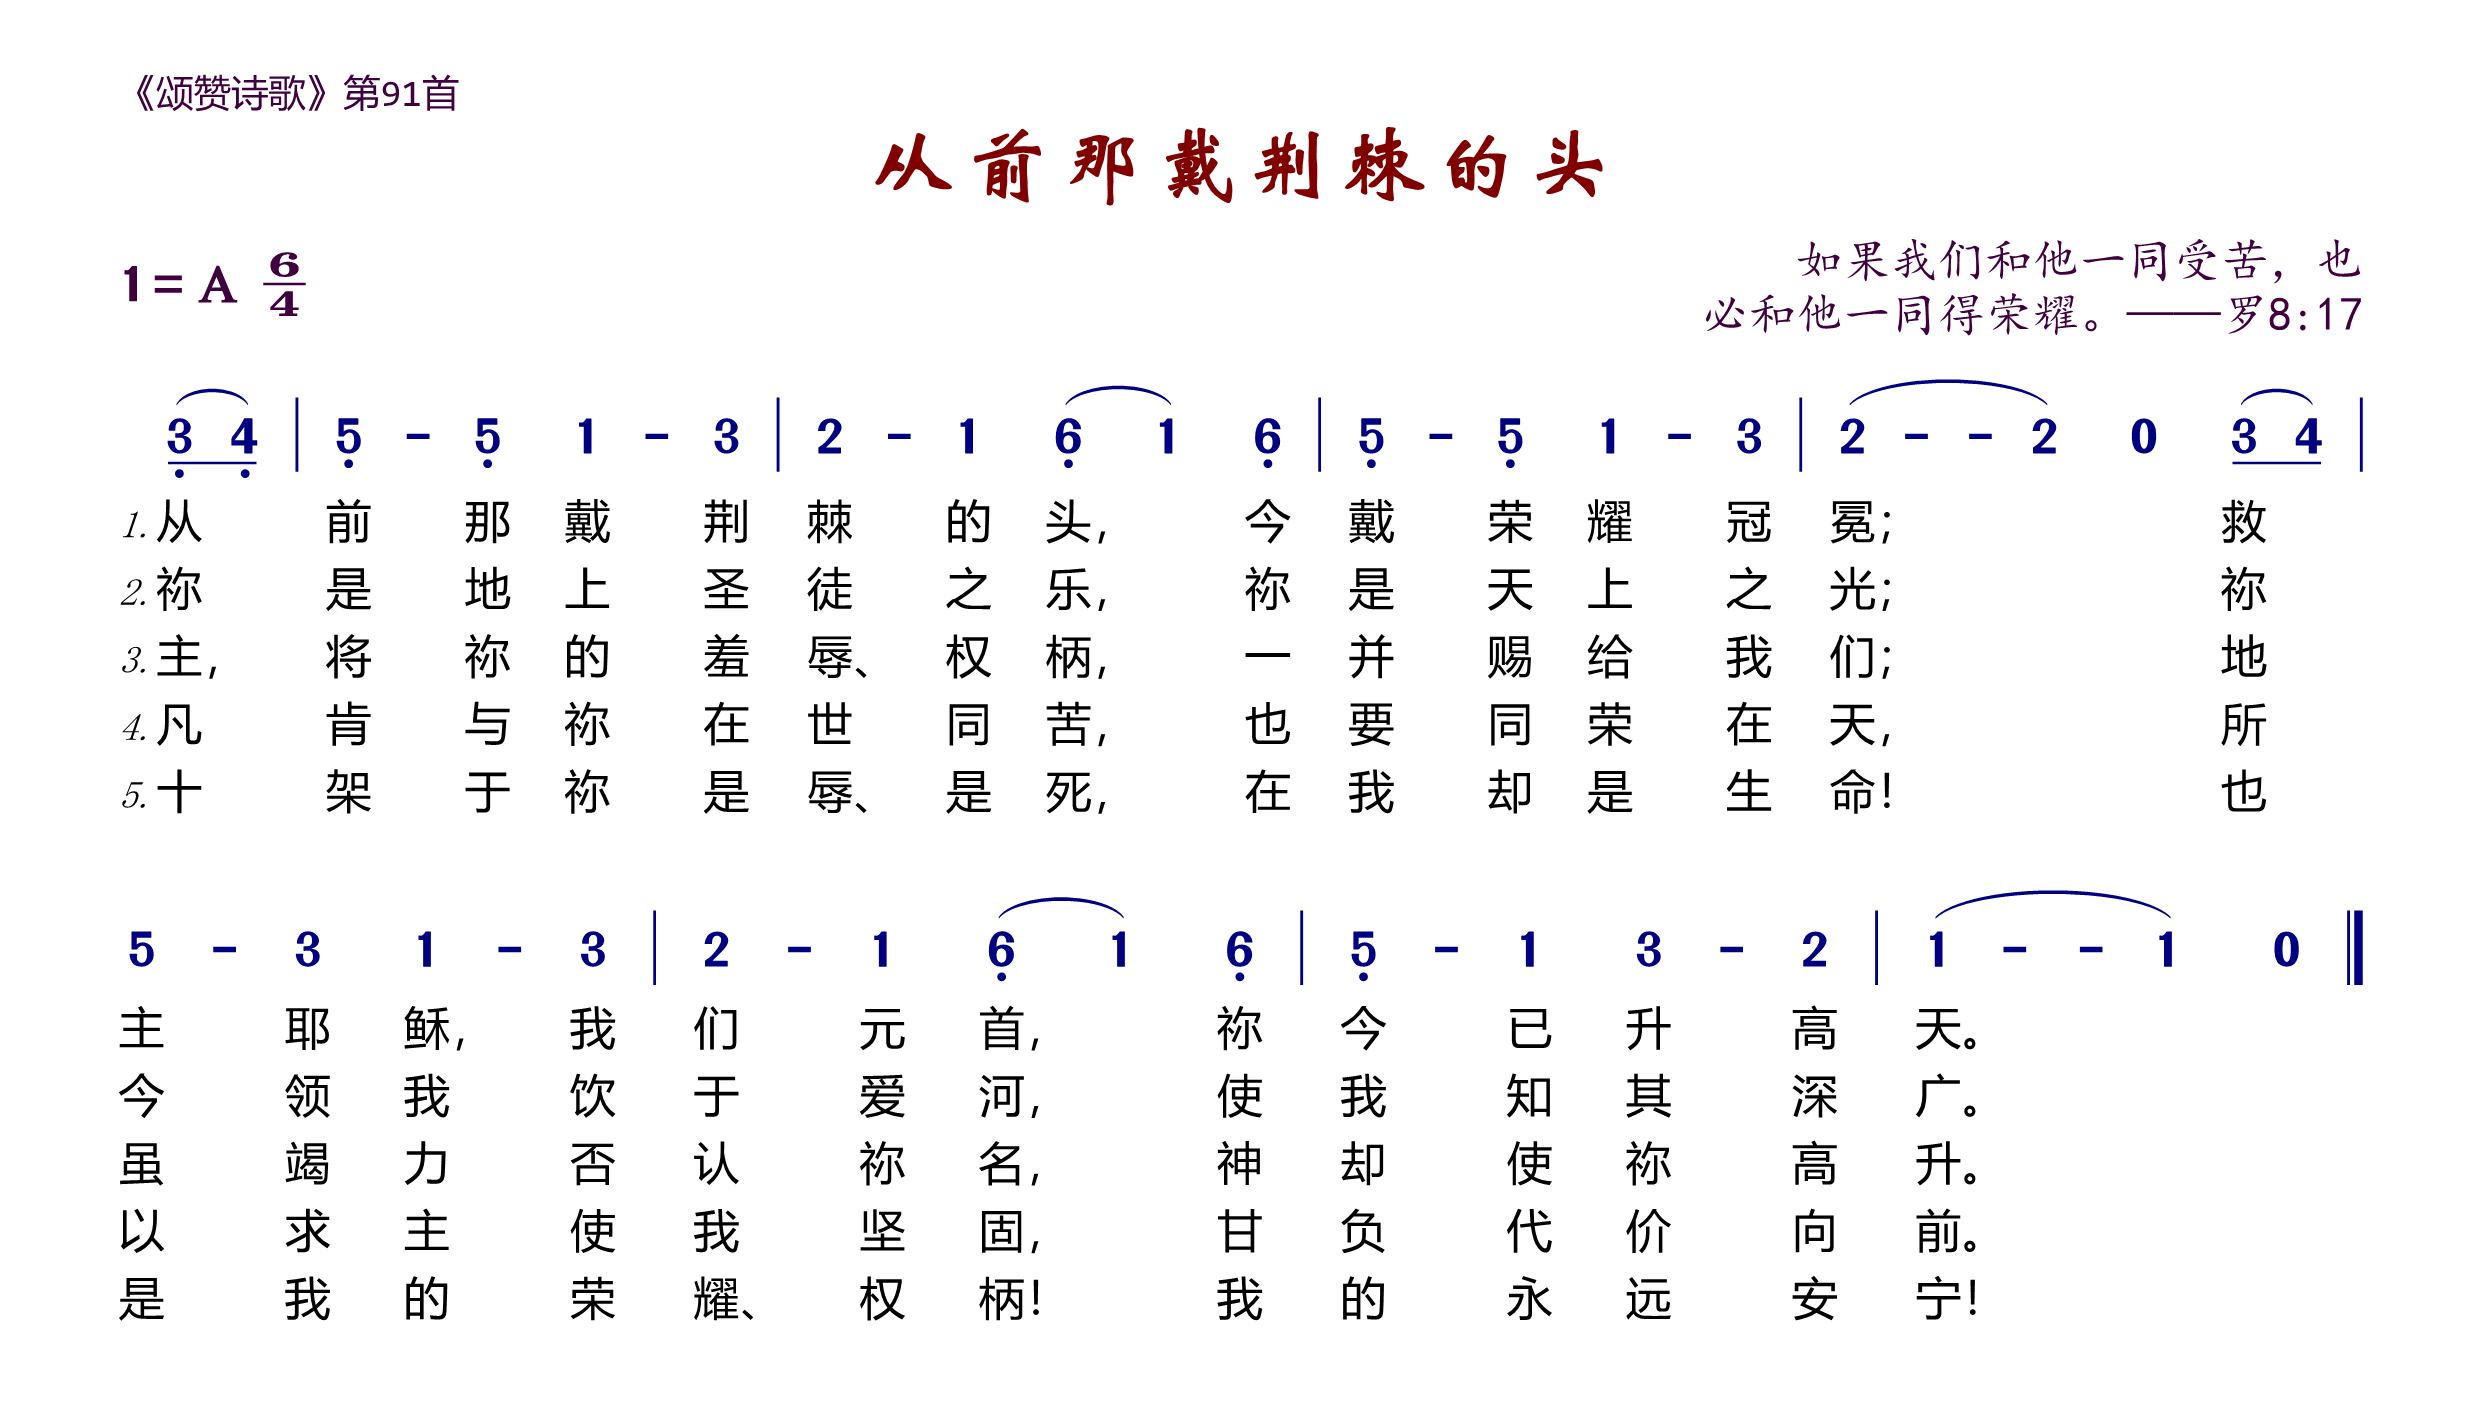 《颂赞诗歌》第91首
从前那戴荆棘的头
1=A 6/4
如果我们和他一同受苦，也
必和他一同得荣耀。——罗8:17
3 4 | 5 - 5 1 - 3 | 2 - 1 6 1 6 | 5 - 5 1 - 3 | 2 - - 2 0 3 4 |
1.从前那戴荆棘的头，今戴荣耀冠冕；救
2.祢是地上圣徒之乐，祢是天上之光；祢
3.主，将祢的羞辱、权柄，一并赐给我们；地
4.凡肯与祢在世同苦，也要同荣在天，所
5.十架于祢是辱、是死，在我却是生命！也
5 - 3 1 - 3 | 2 - 1 6 1 6 | 5 - 1 3 - 2 | 1 - - 1 0 ‖
主耶稣，我们元首，祢今已升高天。
今领我饮于爱河，使我知其深广。
虽竭力否认祢名，神却使祢高升。
以求主使我坚固，甘负代价向前。
是我的荣耀、权柄！我的永远安宁！